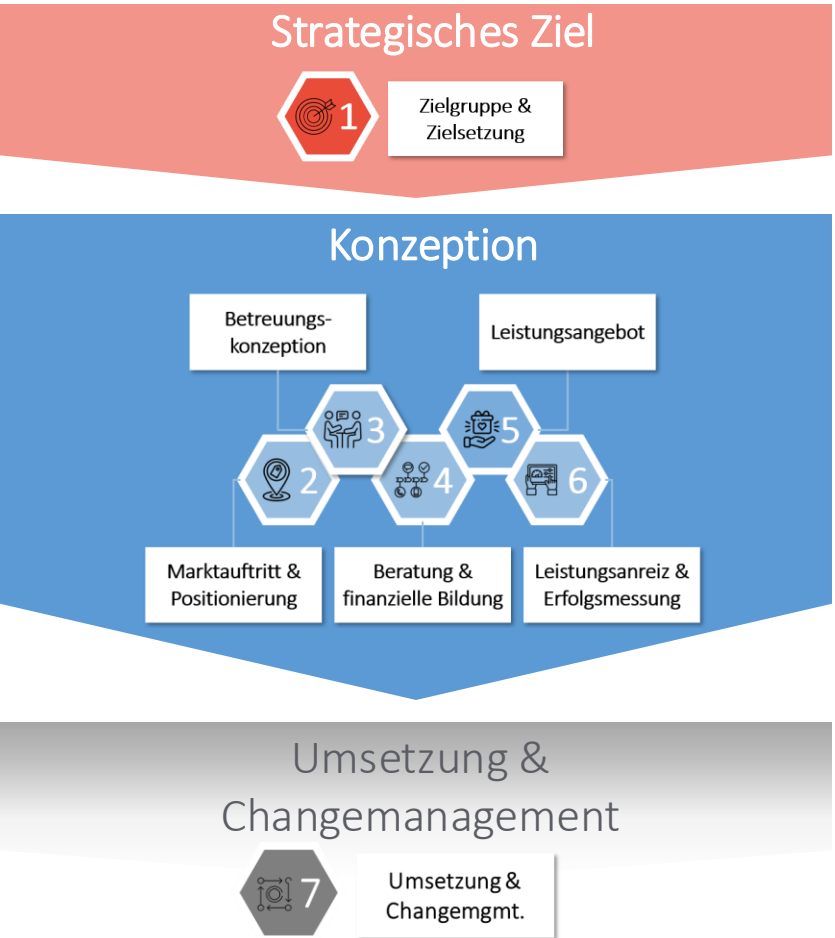 Strategisches Ziel
1
Zielgruppe &
Zielsetzung
Konzeption
Betreuungs-
konzeption
Leistungsangebot
3
5
2
4
6
Marktauftritt &
Positionierung
Beratung &
finanzielle Bildung
Leistungsanreiz &
Erfolgsmessung
Umsetzung &
Changemanagement
7
Umsetzung &
Changemgmt.